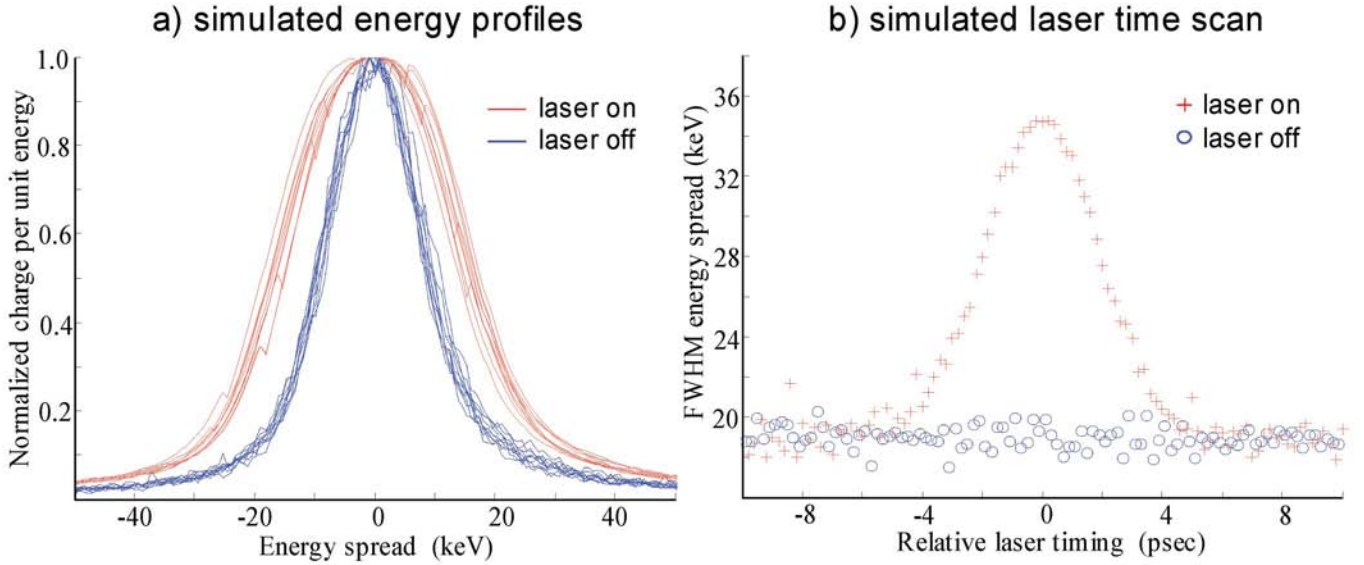 a) simulated energy profiles
Normalized charge per unit energy
1.0
0.8
0.6
0.4
0.2
laser on
laser off
-40 -20 0 20 40
Energy spread (keV)
b) simulated laser time scan
FWHM energy spread (keV)
36
32
28
24
20
laser on
laser off
-8 -4 0 4 8
Relative laser timing (psec)